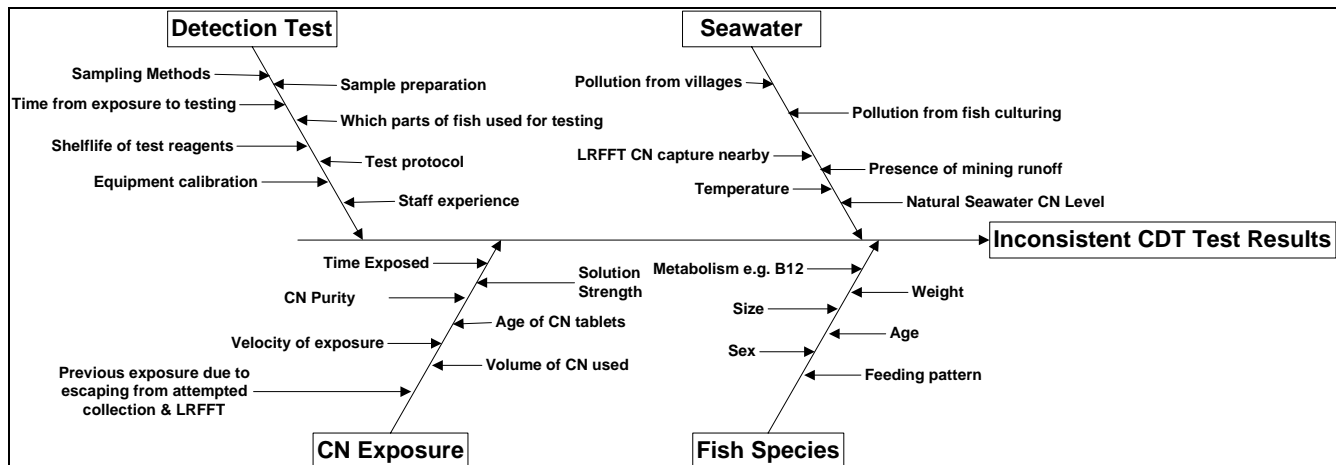 Detection Test
Seawater
Sampling Methods
Sample preparation
Time from exposure to testing
Which parts of fish used for testing
Shelflife of test reagents
Test protocol
Equipment calibration
Staff experience
Pollution from villages
Pollution from fish culturing
LRFFT CN capture nearby
Presence of mining runoff
Temperature
Natural Seawater CN Level
Inconsistent CDT Test Results
Time Exposed
Solution
Strength
CN Purity
Age of CN tablets
Velocity of exposure
Volume of CN used
Previous exposure due to
escaping from attempted
collection & LRFFT
Metabolism e.g. B12
Weight
Size
Age
Sex
Feeding pattern
CN Exposure
Fish Species